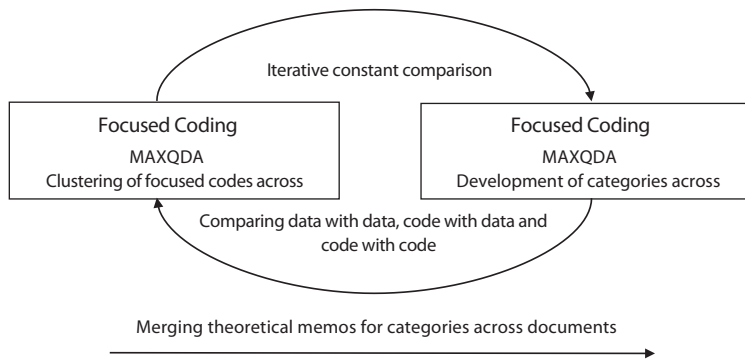 Iterative constant comparison
Focused Coding
MAXQDA
Clustering of focused codes across
Focused Coding
MAXQDA
Development of categories across
Comparing data with data, code with data and
code with code
Merging theoretical memos for categories across documents